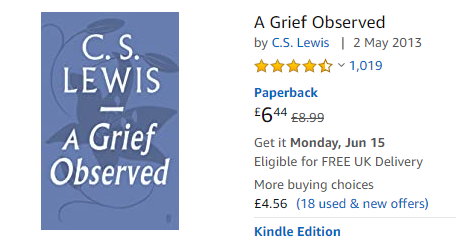 C. S.
LEWIS
A Grief
Observed
A Grief Observed
by C.S. Lewis | 2 May 2013
1,019
Paperback
£6.44 £8.99
Get it Monday, Jun 15
Eligible for FREE UK Delivery
More buying choices
£4.56 (18 used & new offers)
Kindle Edition